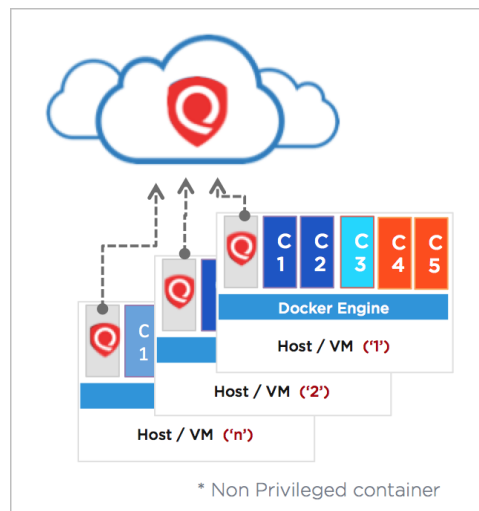 C 1 C 2 C 3 C 4 C 5
Docker Engine
Host / VM ('1')
C 1
Host / VM ('2')
Host / VM ('n')
* Non Privileged container